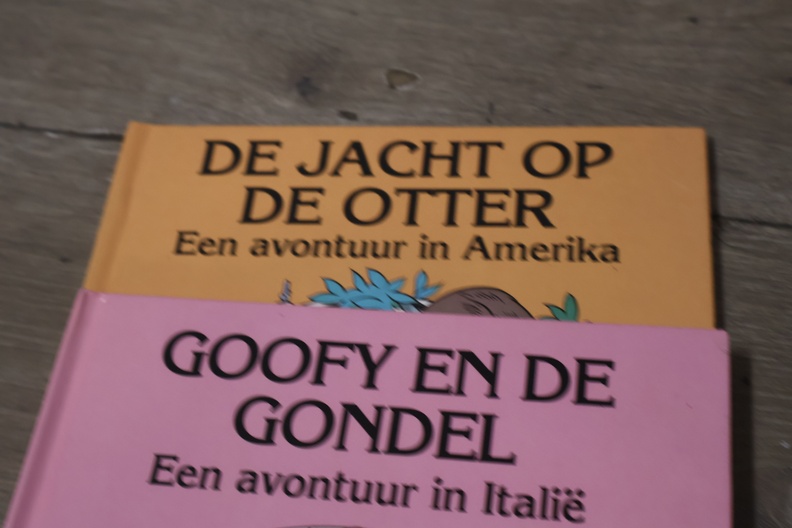 DE JACHT OP
DE OTTER
Een avontuur in Amerika
GOOFY EN DE
GONDEL
Een avontuur in Italië